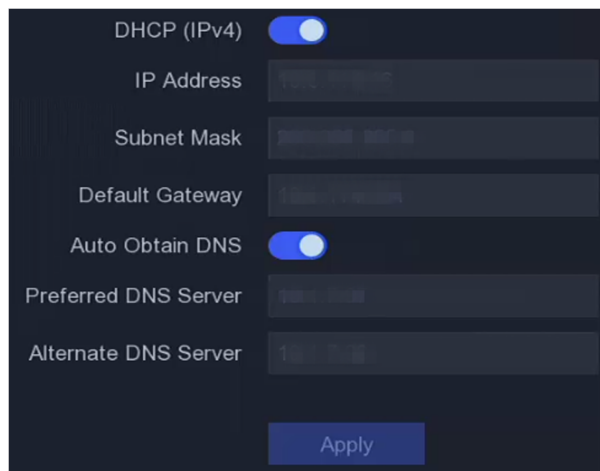 DHCP (IPv4)
IP Address
Subnet Mask
Default Gateway
Auto Obtain DNS
Preferred DNS Server
Alternate DNS Server
Apply